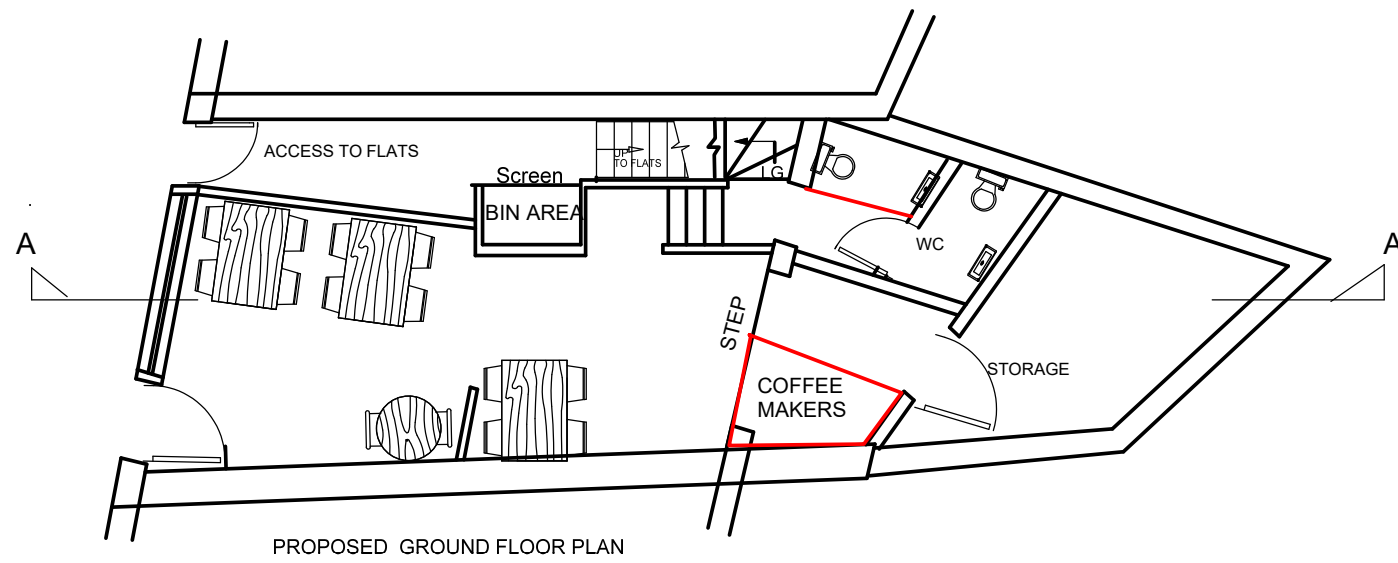 ACCESS TO FLATS
UP
TO FLATS
LG
Screen
BIN AREA
WC
A
A
STEP
STORAGE
COFFEE
MAKERS
PROPOSED GROUND FLOOR PLAN